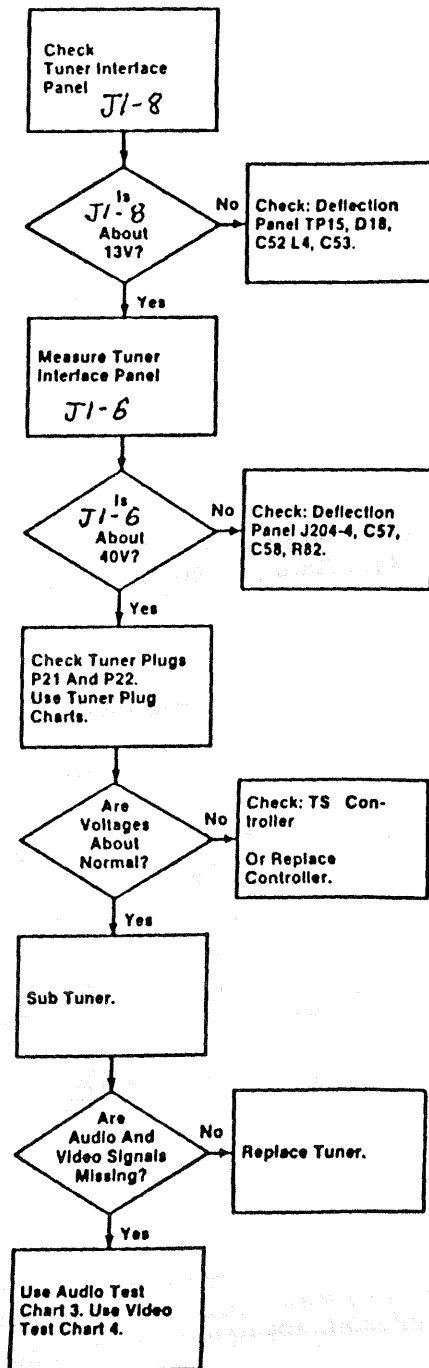 Check
Tuner Interface
Panel
J1-8
Is
J1-8
About
13V?
No
Check: Deflection
Panel TP15, D18,
C52 L4, C53.
Yes
Measure Tuner
Interface Panel
J1-6
Is
J1-6
About
40V?
No
Check: Deflection
Panel J204-4, C57,
C58, R82.
Yes
Check Tuner Plugs
P21 And P22.
Use Tuner Plug
Charts.
Are
Voltages
About
Normal?
No
Check: TS Con-
troller
Or Replace
Controller.
Yes
Sub Tuner.
Are
Audio And
Video Signals
Missing?
No
Replace Tuner.
Yes
Use Audio Test
Chart 3. Use Video
Test Chart 4.